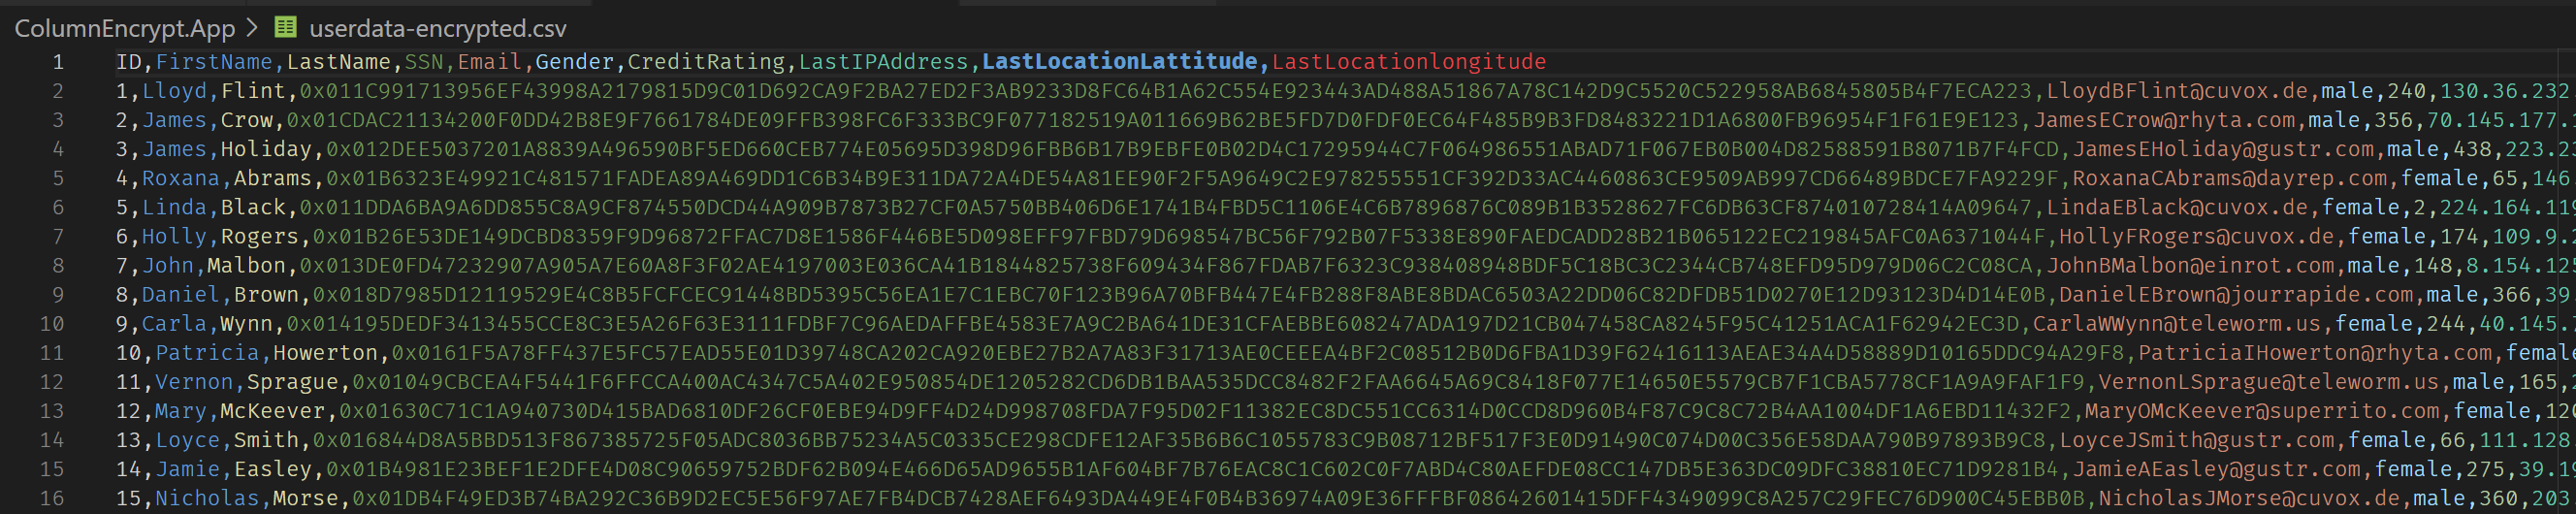 ColumnEncrypt.App > userdata-encrypted.csv
1 ID,FirstName,LastName,SSN,Email,Gender,CreditRating,LastIPAddress,LastLocationLattitude,LastLocationlongitude
2 1,Lloyd,Flint,0x011C991713956EF43998A2179815D9C01D692CA9F2BA27ED2F3AB9233D8FC64B1A62C554E923443AD488A51867A78C142D9C5520C522958AB6845805B4F7ECA223,LloydBFlint@cuvox.de,male,240,130.36.232.
3 2,James,Crow,0x01CDAC21134200F0DD42B8E9F7661784DE09FFB398FC6F333BC9F077182519A011669B62BE5FD7D0FDF0EC64F485B9B3FD8483221D1A6800FB96954F1F61E9E123,JamesECrow@rhyta.com,male,356,70.145.177.1
4 3,James,Holiday,0x012DEE5037201A8839A496590BF5ED660CEB774E05695D398D96FBB6B17B9EBFE0B02D4C17295944C7F064986551ABAD71F067EB0B004D82588591B8071B7F4FCD,JamesEHoliday@gustr.com,male,438,223.23
5 4,Roxana,Abrams,0x01B6323E49921C481571FADEA89A469DD1C6B34B9E311DA72A4DE54A81EE90F2F5A9649C2E978255551CF392D33AC4460863CE9509AB997CD66489BDCE7FA9229F,RoxanaCAbrams@dayrep.com,female,65,146
6 5,Linda,Black,0x011DDA6BA9A6DD855C8A9CF874550DCD44A909B7873B27CF0A5750BB406D6E1741B4FBD5C1106E4C6B7896876C089B1B3528627FC6DB63CF874010728414A09647,LindaEBlack@cuvox.de,female,2,224.164.119
7 6,Holly,Rogers,0x01B26E53DE149DCBD8359F9D96872FFAC7D8E1586F446BE5D098EFF97FBD79D698547BC56F792B07F5338E890FAEDCADD28B21B065122EC219845AFC0A6371044F,HollyFRogers@cuvox.de,female,174,109.9.2
8 7,John,Malbon,0x013DE0FD47232907A905A7E60A8F3F02AE4197003E036CA41B1844825738F609434F867FDAB7F6323C938408948BDF5C18BC3C2344CB748EFD95D979D06C2C08CA,JohnBMalbon@einrot.com,male,148,8.154.125
9 8,Daniel,Brown,0x018D7985D12119529E4C8B5FCFCEC91448BD5395C56EA1E7C1EBC70F123B96A70BFB447E4FB288F8ABE8BDAC6503A22DD06C82DFDB51D0270E12D93123D4D14E0B,DanielEBrown@jourrapide.com,male,366,39
10 9,Carla,Wynn,0x014195DEDF3413455CCE8C3E5A26F63E3111FDBF7C96AEDAFFBE4583E7A9C2BA641DE31CFAEBBE608247ADA197D21CB047458CA8245F95C41251ACA1F62942EC3D,CarlaWWynn@teleworm.us,female,244,40.145.7
11 10,Patricia,Howerton,0x0161F5A78FF437E5FC57EAD55E01D39748CA202CA920EBE27B2A7A83F31713AE0CEEEA4BF2C08512B0D6FBA1D39F62416113AEAE34A4D58889D10165DDC94A29F8,PatriciaIHowerton@rhyta.com,female
12 11,Vernon,Sprague,0x01049CBCEA4F5441F6FFCCA400AC4347C5A402E950854DE1205282CD6DB1BAA535DCC8482F2FAA6645A69C8418F077E14650E5579CB7F1CBA5778CF1A9A9FAF1F9,VernonLSprague@teleworm.us,male,165,2
13 12,Mary,McKeever,0x01630C71C1A940730D415BAD6810DF26CF0EBE94D9FF4D24D998708FDA7F95D02F11382EC8DC551CC6314D0CCD8D960B4F87C9C8C72B4AA1004DF1A6EBD11432F2,MaryOMcKeever@superrito.com,female,120
14 13,Loyce,Smith,0x016844D8A5BBD513F867385725F05ADC8036BB75234A5C0335CE298CDFE12AF35B6B6C1055783C9B08712BF517F3E0D91490C074D00C356E58DAA790B97893B9C8,LoyceJSmith@gustr.com,female,66,111.128
15 14,Jamie,Easley,0x01B4981E23BEF1E2DFE4D08C90659752BDF62B094E466D65AD9655B1AF604BF7B76EAC8C1C602C0F7ABD4C80AEFDE08CC147DB5E363DC09DFC38810EC71D9281B4,JamieAEasley@gustr.com,female,275,39.19
16 15,Nicholas,Morse,0x01DB4F49ED3B74BA292C36B9D2EC5E56F97AE7FB4DCB7428AEF6493DA449E4F0B4B36974A09E36FFFBF08642601415DFF4349099C8A257C29FEC76D900C45EBB0B,NicholasJMorse@cuvox.de,male,360,203